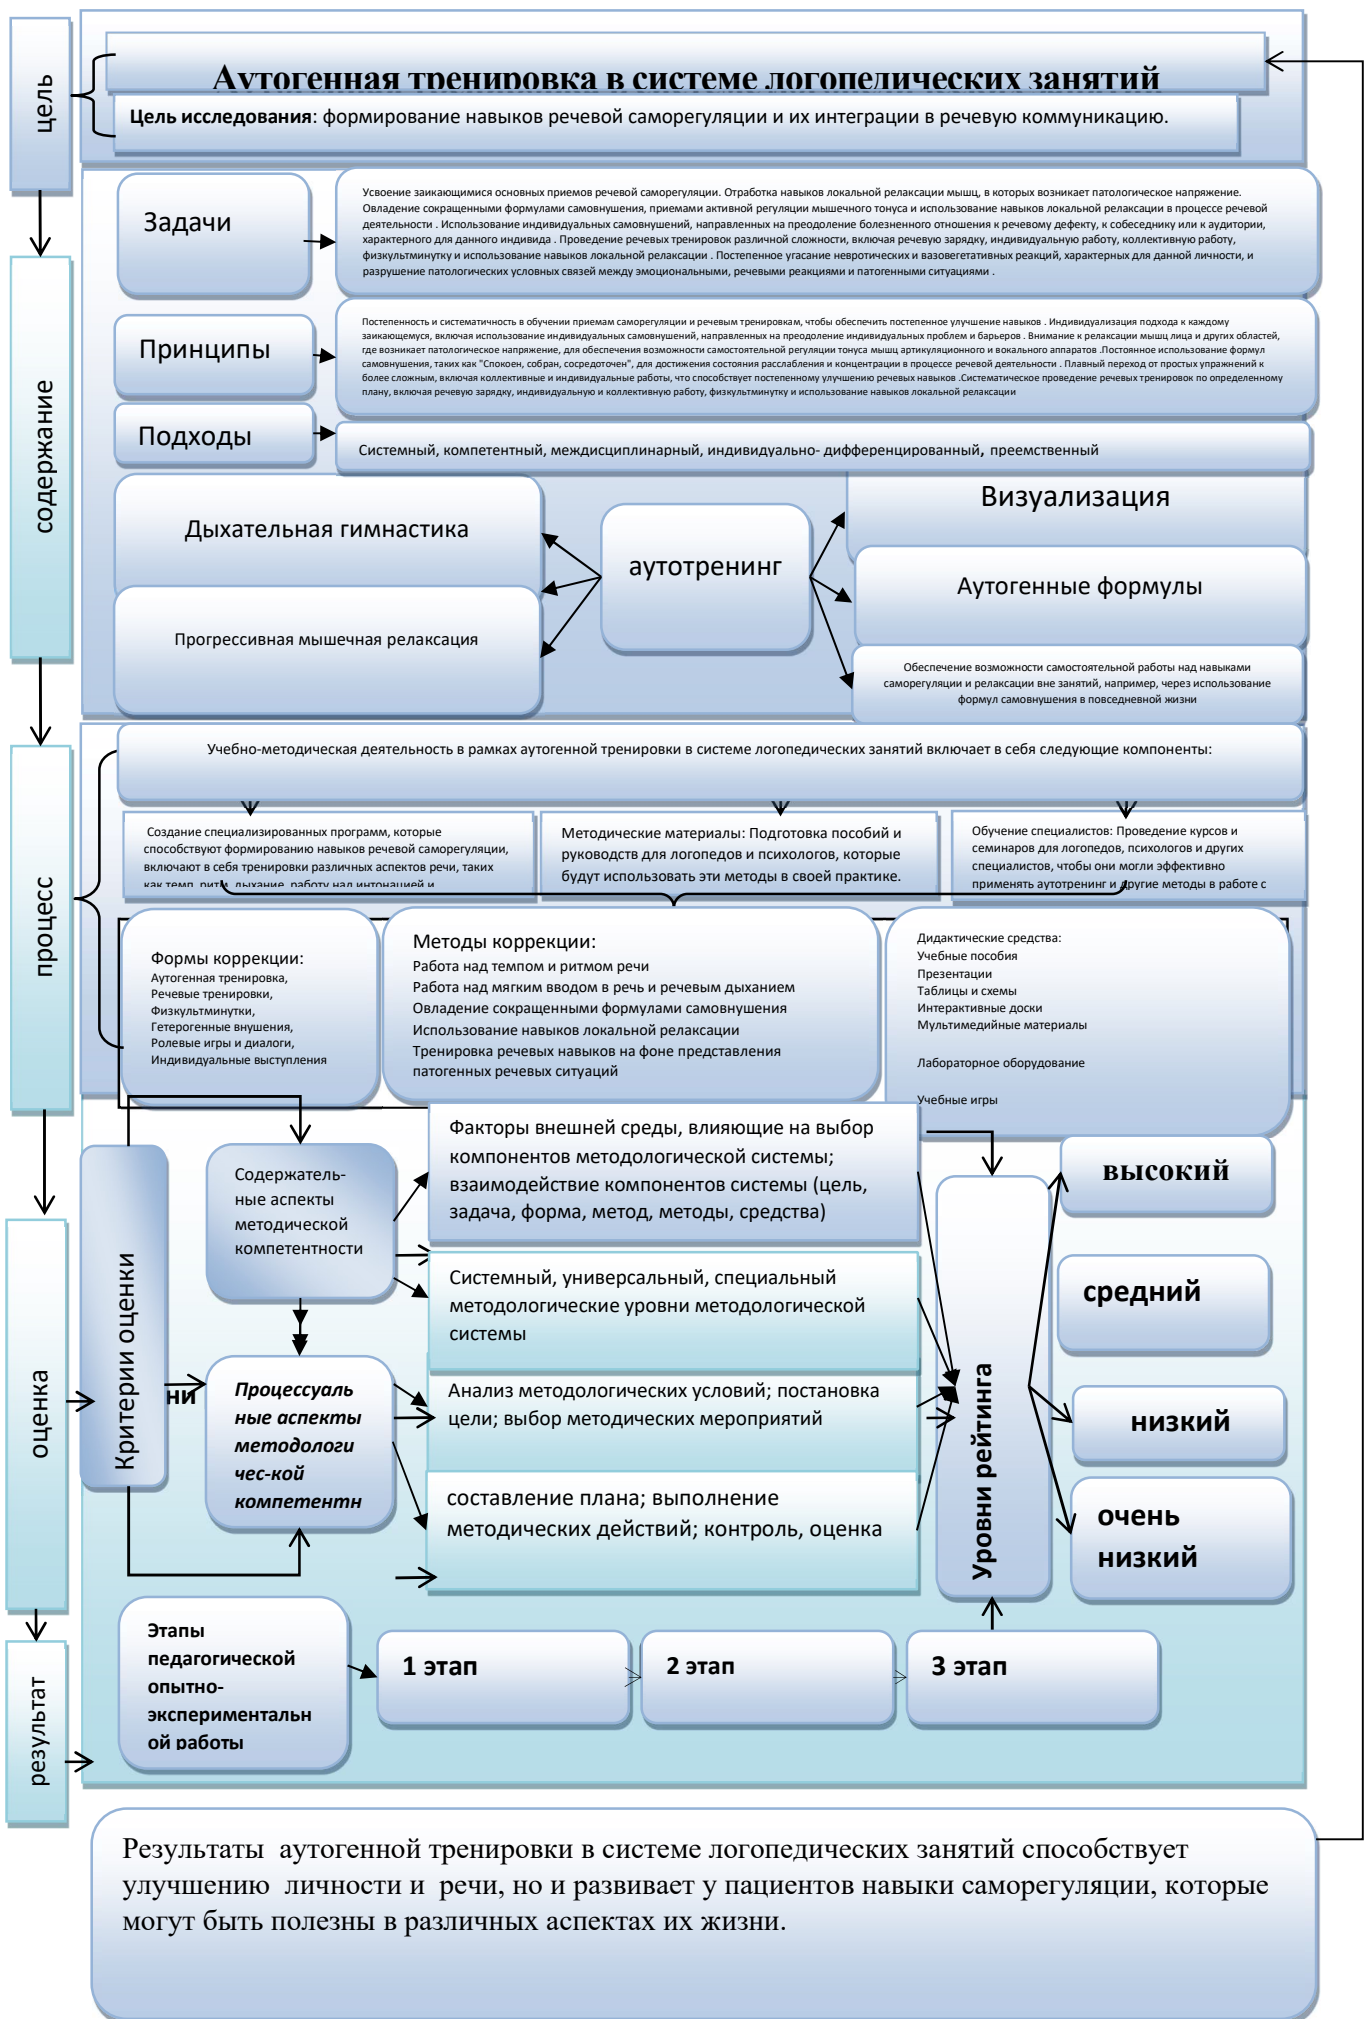 цель
Аутогенная тренировка в системе логопедических занятий
Цель исследования: формирование навыков речевой саморегуляции и их интеграции в речевую коммуникацию.
содержание
Задачи
Усвоение заикающимися основных приемов речевой саморегуляции. Отработка навыков локальной релаксации мышц, в которых возникает патологическое напряжение.
Овладение сокращенными формулами самовнушения, приемами активной регуляции мышечного тонуса и использование навыков локальной релаксации в процессе речевой
деятельности . Использование индивидуальных самовнушений, направленных на преодоление болезненного отношения к речевому дефекту, к собеседнику или к аудитории,
характерного для данного индивида . Проведение речевых тренировок различной сложности, включая речевую зарядку, индивидуальную работу, коллективную работу,
физкультминутку и использование навыков локальной релаксации . Постепенное угасание невротических и вазовегетативных реакций, характерных для данной личности, и
разрушение патологических условных связей между эмоциональными, речевыми реакциями и патогенными ситуациями .
Принципы
Постепенность и систематичность в обучении приемам саморегуляции и речевым тренировкам, чтобы обеспечить постепенное улучшение навыков . Индивидуализация подхода к каждому
заикающемуся, включая использование индивидуальных самовнушений, направленных на преодоление индивидуальных проблем и барьеров . Внимание к релаксации мышц лица и других областей,
где возникает патологическое напряжение, для обеспечения возможности самостоятельной регуляции тонуса мышц артикуляционного и вокального аппаратов .Постоянное использование формул
самовнушения, таких как "Спокоен, собран, сосредоточен", для достижения состояния расслабления и концентрации в процессе речевой деятельности . Плавный переход от простых упражнений к
более сложным, включая коллективные и индивидуальные работы, что способствует постепенному улучшению речевых навыков .Систематическое проведение речевых тренировок по определенному
плану, включая речевую зарядку, индивидуальную и коллективную работу, физкультминутку и использование навыков локальной релаксации
Подходы
Системный, компетентный, междисциплинарный, индивидуально- дифференцированный, преемственный
Дыхательная гимнастика
Прогрессивная мышечная релаксация
аутотренинг
Визуализация
Аутогенные формулы
Обеспечение возможности самостоятельной работы над навыками
саморегуляции и релаксации вне занятий, например, через использование
формул самовнушения в повседневной жизни
процесс
Учебно-методическая деятельность в рамках аутогенной тренировки в системе логопедических занятий включает в себя следующие компоненты:
Создание специализированных программ, которые
способствуют формированию навыков речевой саморегуляции,
включают в себя тренировки различных аспектов речи, таких
как темп, ритм, дыхание, работу над интонацией и
Методические материалы: Подготовка пособий и
руководств для логопедов и психологов, которые
будут использовать эти методы в своей практике.
Обучение специалистов: Проведение курсов и
семинаров для логопедов, психологов и других
специалистов, чтобы они могли эффективно
применять аутотренинг и другие методы в работе с
Формы коррекции:
Аутогенная тренировка,
Речевые тренировки,
Физкультминутки,
Гетерогенные внушения,
Ролевые игры и диалоги,
Индивидуальные выступления
Методы коррекции:
Работа над темпом и ритмом речи
Работа над мягким вводом в речь и речевым дыханием
Овладение сокращенными формулами самовнушения
Использование навыков локальной релаксации
Тренировка речевых навыков на фоне представления
патогенных речевых ситуаций
Дидактические средства:
Учебные пособия
Презентации
Таблицы и схемы
Интерактивные доски
Мультимедийные материалы
Лабораторное оборудование
Учебные игры
оценка
Критерии оценки
ни
Содержатель-
ные аспекты
методической
компетентности
Процессуаль
ные аспекты
методологи
чес-кой
компетентн
Факторы внешней среды, влияющие на выбор
компонентов методологической системы;
взаимодействие компонентов системы (цель,
задача, форма, метод, методы, средства)
Системный, универсальный, специальный
методологические уровни методологической
системы
Анализ методологических условий; постановка
цели; выбор методических мероприятий
составление плана; выполнение
методических действий; контроль, оценка
Уровни рейтинга
высокий
средний
низкий
очень
низкий
результат
Этапы
педагогической
опытно-
экспериментальн
ой работы
1 этап
2 этап
3 этап
Результаты аутогенной тренировки в системе логопедических занятий способствует
улучшению личности и речи, но и развивает у пациентов навыки саморегуляции, которые
могут быть полезны в различных аспектах их жизни.